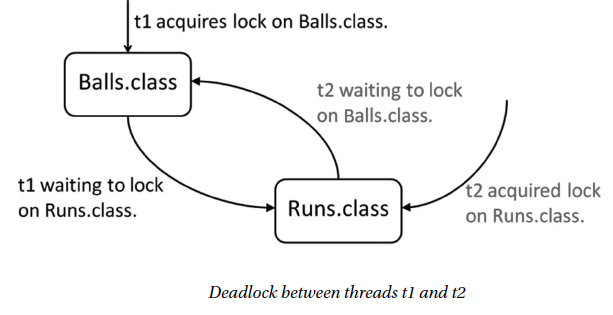 t1 acquires lock on Balls.class.
Balls.class
t2 waiting to lock
on Balls.class.
t1 waiting to lock
on Runs.class.
Runs.class
t2 acquired lock
on Runs.class.
Deadlock between threads t1 and t2